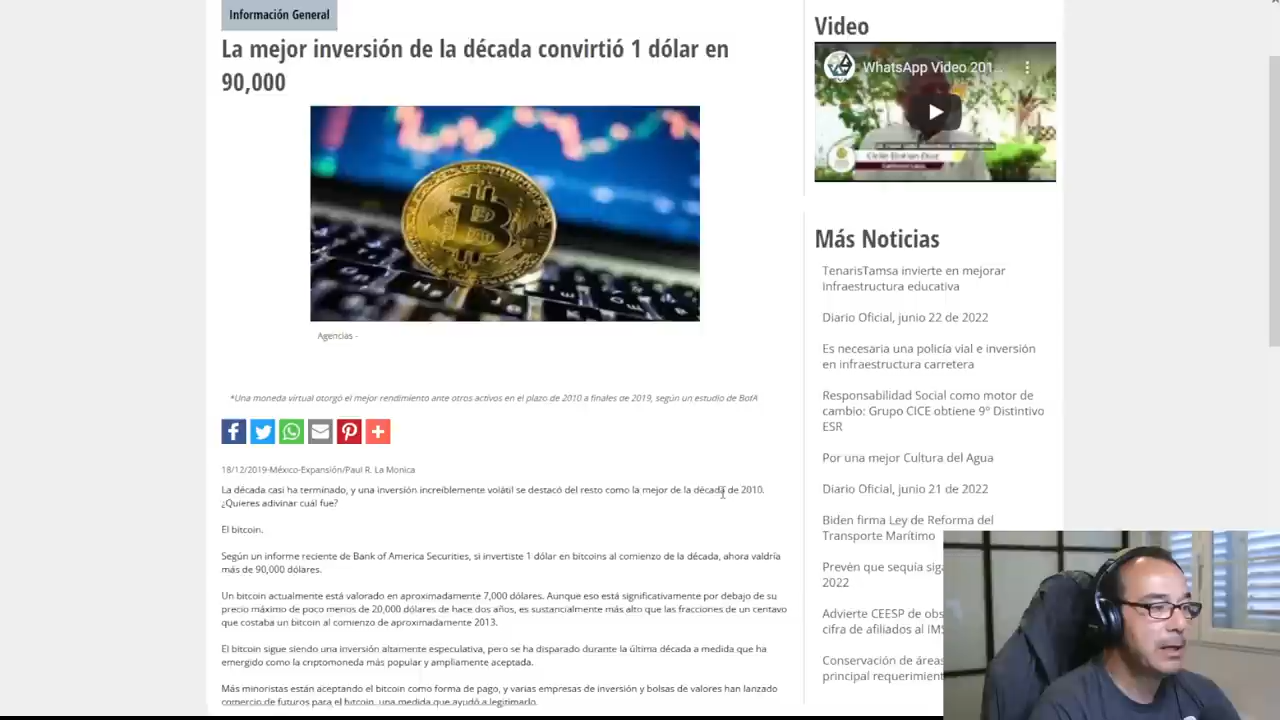 Información General
La mejor inversión de la década convirtió 1 dólar en
90,000
Agencias -
*Una moneda virtual otorgó el mejor rendimiento ante otros activos en el plazo de 2010 a finales de 2019, según un estudio de BofA
18/12/2019-México-Expansión/Paul R. La Monica
La década casi ha terminado, y una inversión increíblemente volátil se destacó del resto como la mejor de la década de 2010.
¿Quieres adivinar cuál fue?
El bitcoin.
Según un informe reciente de Bank of America Securities, si invertiste 1 dólar en bitcoins al comienzo de la década, ahora valdría
más de 90,000 dólares.
Un bitcoin actualmente está valorado en aproximadamente 7,000 dólares. Aunque eso está significativamente por debajo de su
precio máximo de poco menos de 20,000 dólares de hace dos años, es sustancialmente más alto que las fracciones de un centavo
que costaba un bitcoin al comienzo de aproximadamente 2013.
El bitcoin sigue siendo una inversión altamente especulativa, pero se ha disparado durante la última década a medida que ha
emergido como la criptomoneda más popular y ampliamente aceptada.
Más minoristas están aceptando el bitcoin como forma de pago, y varias empresas de inversión y bolsas de valores han lanzado
comercio de futuros para el bitcoin, una medida que ayudó a legitimarlo.
Video
WhatsApp Video 201...
Más Noticias
TenarisTamsa invierte en mejorar
infraestructura educativa
Diario Oficial, junio 22 de 2022
Es necesaria una policía vial e inversión
en infraestructura carretera
Responsabilidad Social como motor de
cambio: Grupo CICE obtiene 9º Distintivo
ESR
Por una mejor Cultura del Agua
Diario Oficial, junio 21 de 2022
Biden firma Ley de Reforma del
Transporte Marítimo
Prevén que sequía
2022
Advierte CEESP de
cifra de afiliados al
Conservación de
principal